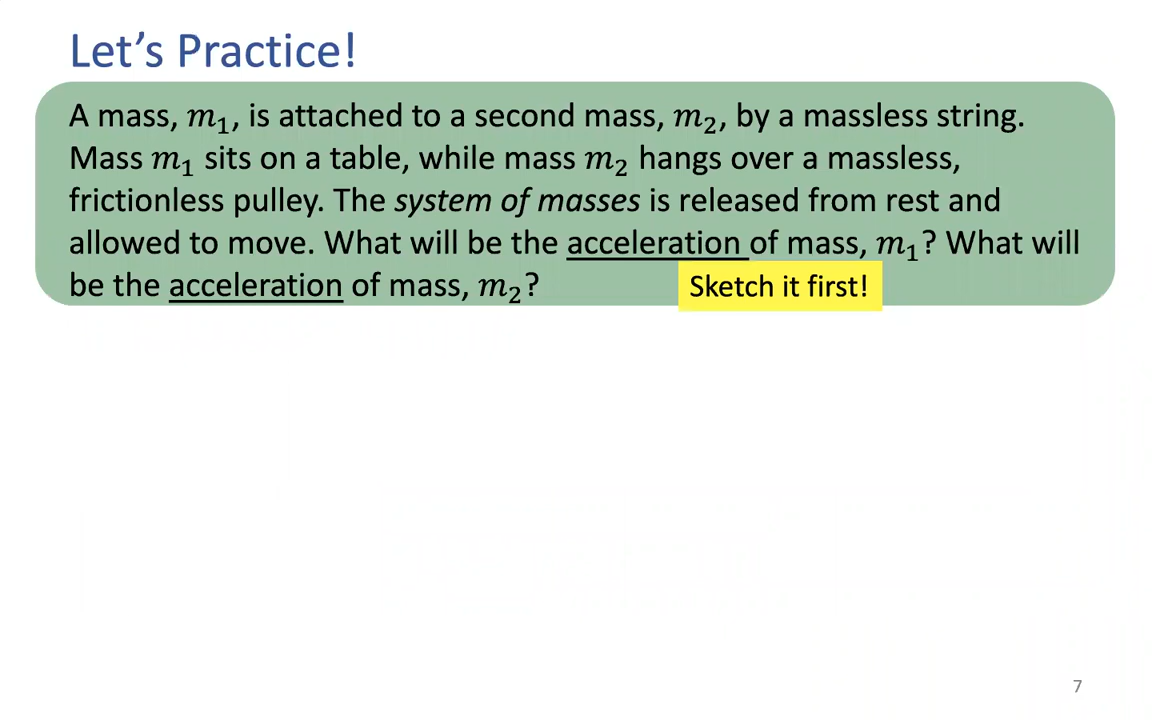 Let’s Practice!
A mass, 𝑚₁, is attached to a second mass, 𝑚₂, by a massless string.
Mass 𝑚₁ sits on a table, while mass 𝑚₂ hangs over a massless,
frictionless pulley. The system of masses is released from rest and
allowed to move. What will be the acceleration of mass, 𝑚₁? What will
be the acceleration of mass, 𝑚₂?
Sketch it first!
7